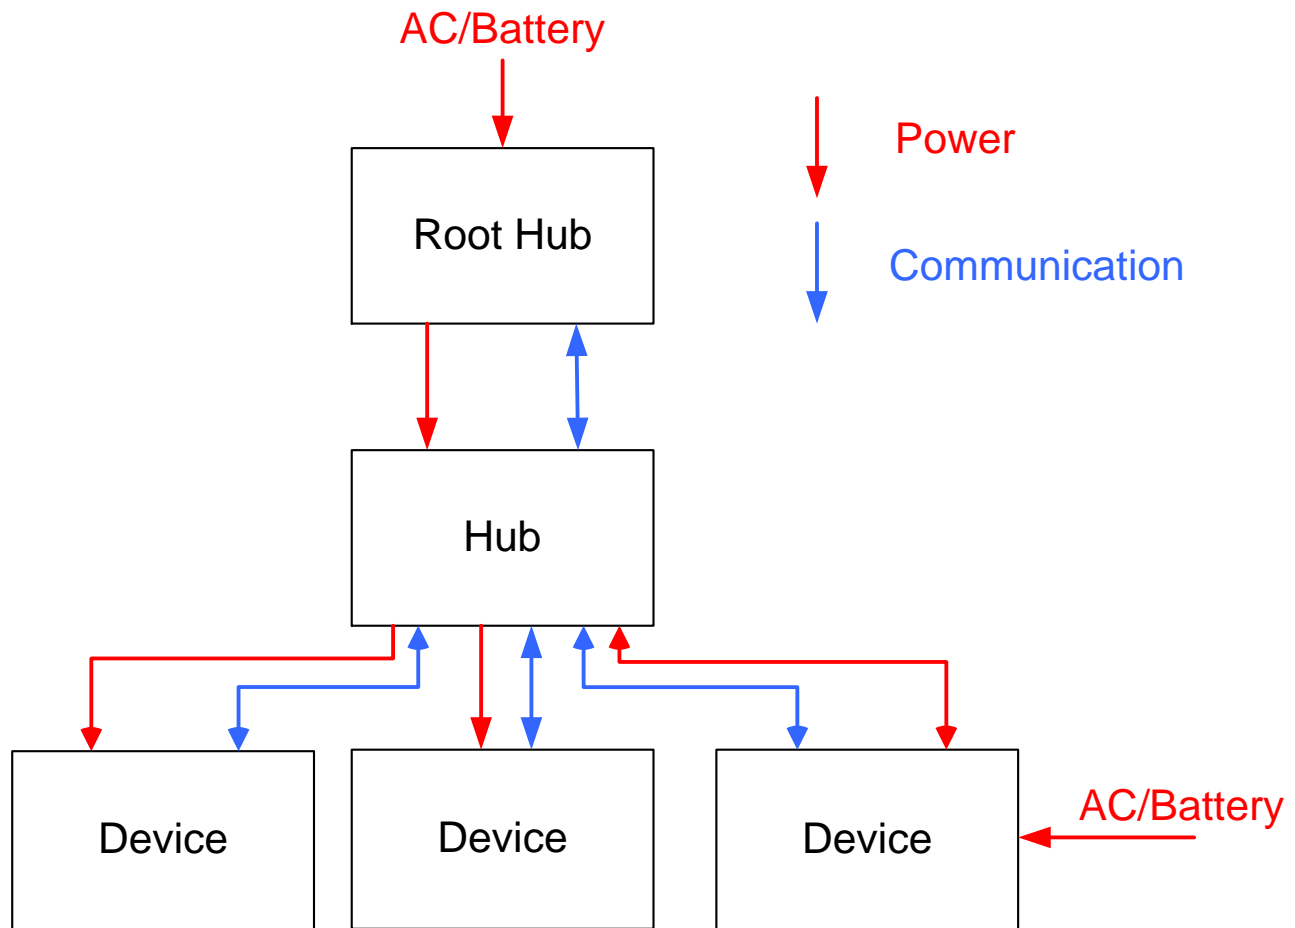 AC/Battery
Power
Root Hub
Communication
Hub
Device
Device
Device
AC/Battery